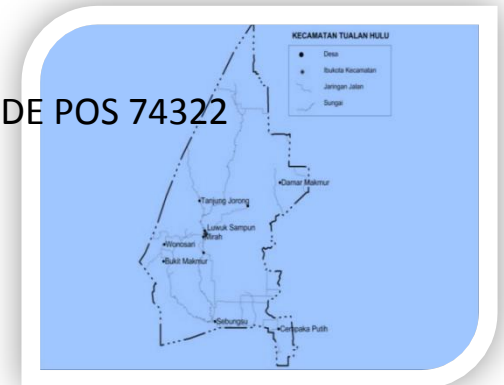 KECAMATAN TUALAN HULU
Desa
Ibukota Kecamatan
Jaringan Jalan
Sungai
DE POS 74322
Damar Makmur
Tanjung Jorong
Luwuk Sampun
Mirah
Wonosari
Bukit Makmur
Sebungsu
Cempaka Putih